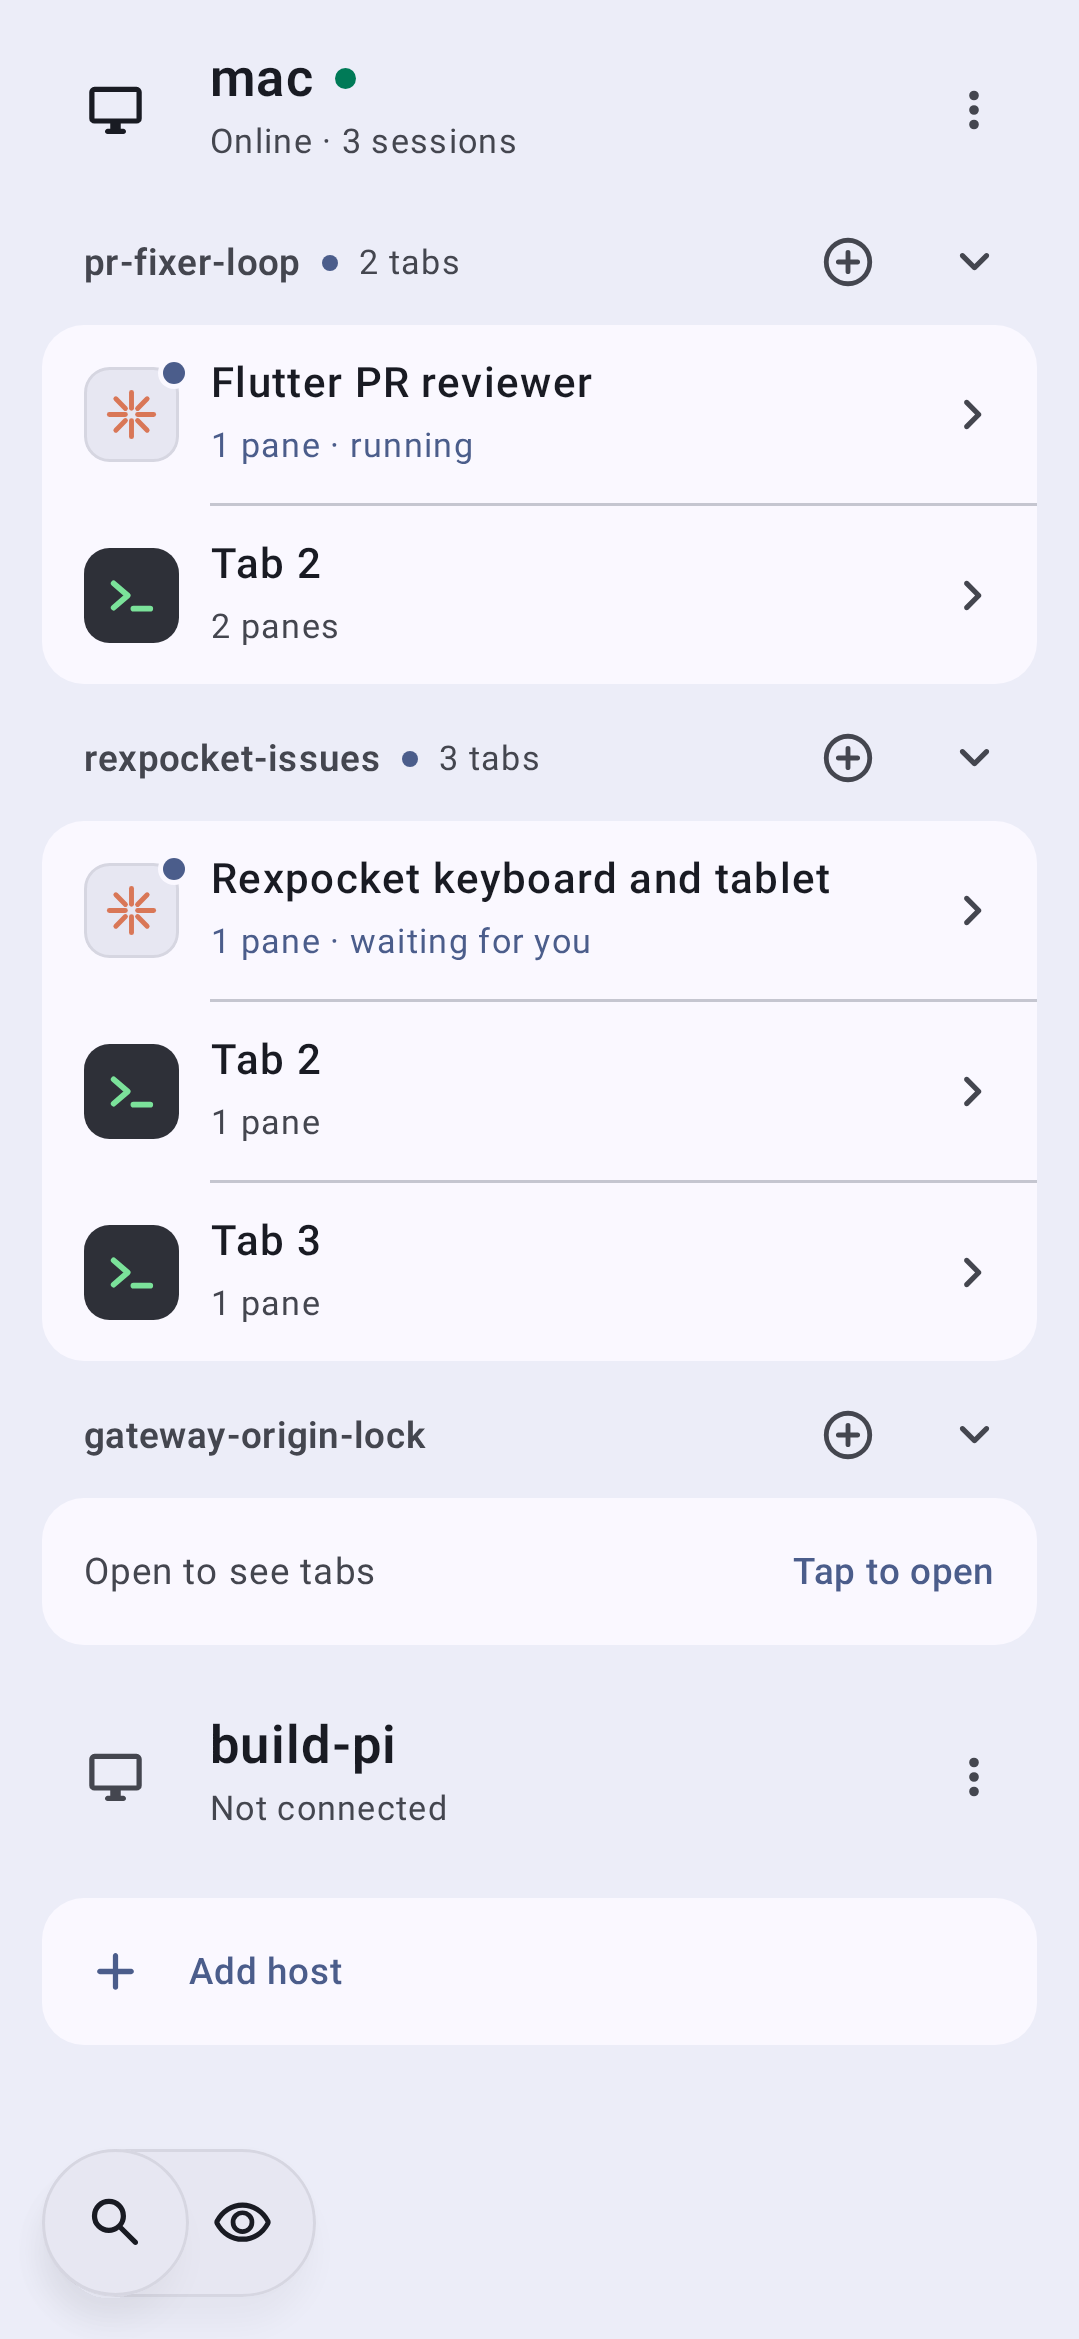 mac
Online · 3 sessions
pr-fixer-loop • 2 tabs
Flutter PR reviewer
1 pane · running
Tab 2
2 panes
rexpocket-issues • 3 tabs
Rexpocket keyboard and tablet
1 pane · waiting for you
Tab 2
1 pane
Tab 3
1 pane
gateway-origin-lock
Open to see tabs Tap to open
build-pi
Not connected
Add host